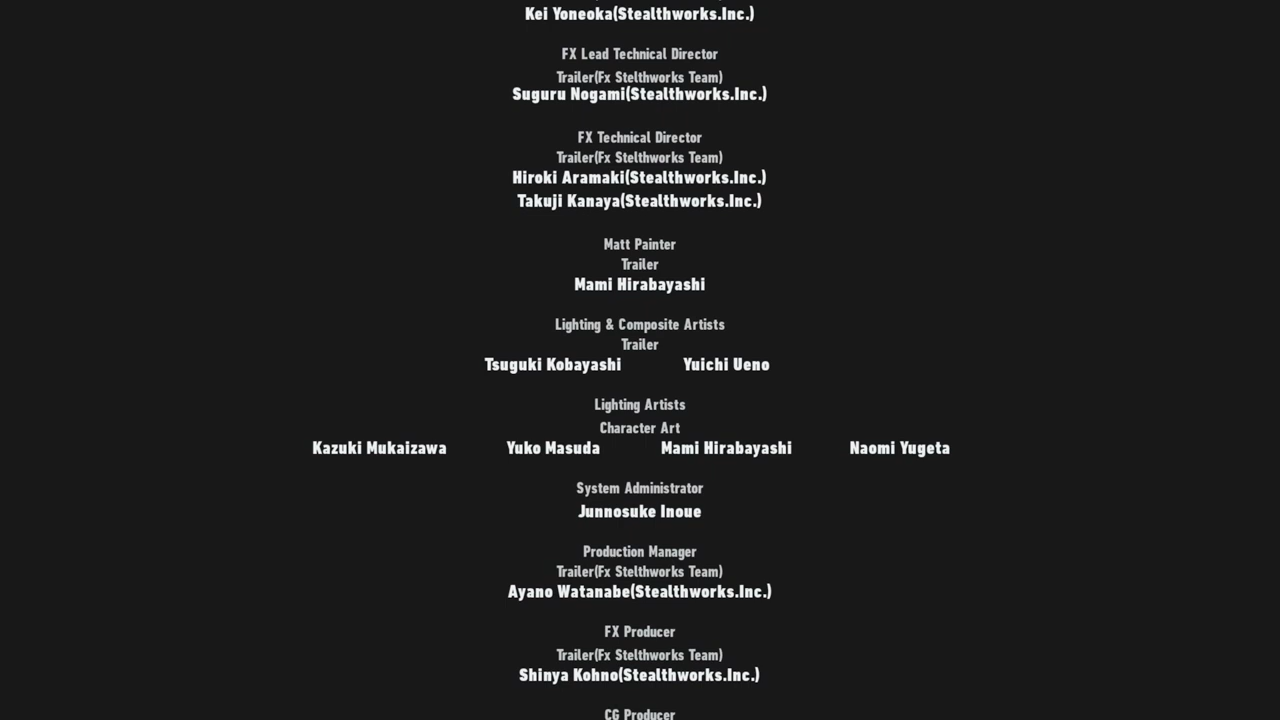 Kei Yoneoka(Stealthworks.Inc.)
FX Lead Technical Director
Trailer(Fx Stelthworks Team)
Suguru Nogami(Stealthworks.Inc.)
FX Technical Director
Trailer(Fx Stelthworks Team)
Hiroki Aramaki(Stealthworks.Inc.)
Takuji Kanaya(Stealthworks.Inc.)
Matt Painter
Trailer
Mami Hirabayashi
Lighting & Composite Artists
Trailer
Tsuguki Kobayashi Yuichi Ueno
Lighting Artists
Character Art
Kazuki Mukaizawa Yuko Masuda Mami Hirabayashi Naomi Yugeta
System Administrator
Junnosuke Inoue
Production Manager
Trailer(Fx Stelthworks Team)
Ayano Watanabe(Stealthworks.Inc.)
FX Producer
Trailer(Fx Stelthworks Team)
Shinya Kohno(Stealthworks.Inc.)
CG Producer